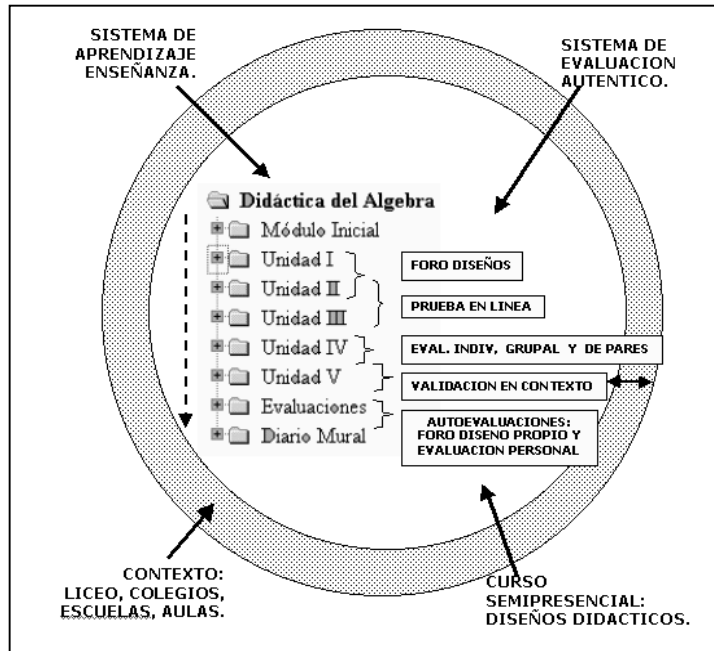 SISTEMA DE
APRENDIZAJE
ENSEÑANZA.
SISTEMA DE
EVALUACION
AUTENTICO.
Didáctica del Algebra
Módulo Inicial
Unidad I
Unidad II
Unidad III
Unidad IV
Unidad V
Evaluaciones
Diario Mural
FORO DISEÑOS
PRUEBA EN LINEA
EVAL. INDIV, GRUPAL Y DE PARES
VALIDACION EN CONTEXTO
AUTOEVALUACIONES:
FORO DISENO PROPIO Y
EVALUACION PERSONAL
CONTEXTO:
LICEO, COLEGIOS,
ESCUELAS, AULAS.
CURSO
SEMIPRESENCIAL:
DISEÑOS DIDACTICOS.